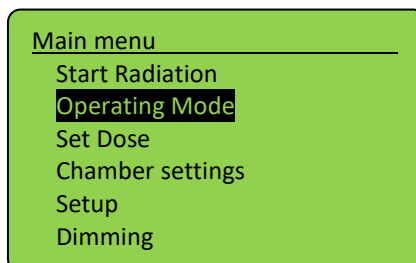 Main menu
Start Radiation
Operating Mode
Set Dose
Chamber settings
Setup
Dimming